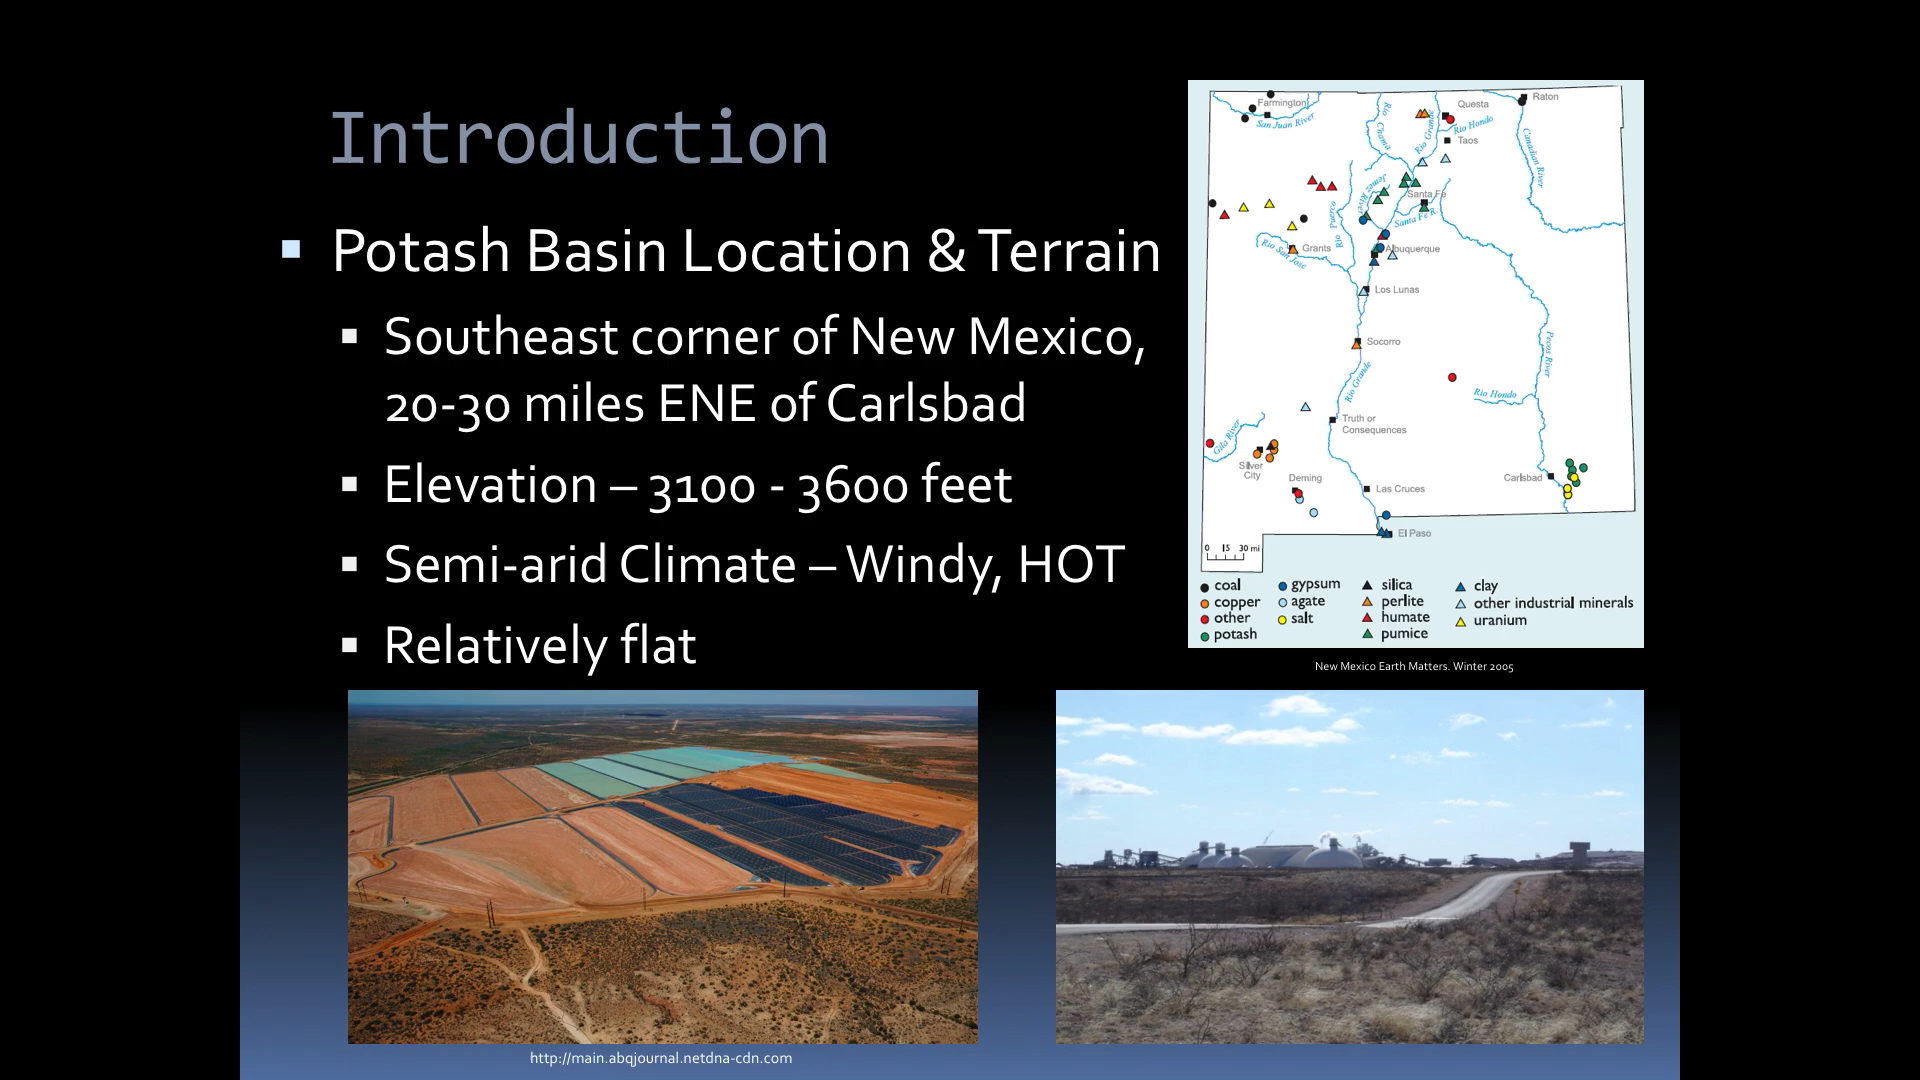 Introduction
▪ Potash Basin Location & Terrain
▪ Southeast corner of New Mexico,
20-30 miles ENE of Carlsbad
▪ Elevation – 3100 - 3600 feet
▪ Semi-arid Climate – Windy, HOT
▪ Relatively flat
Farmington
San Juan River
Rio Chama
Rio Grande
Questa
Rio Hondo
Taos
Raton
Canadian River
Jemez River
Santa Fe
Santa Fe R.
Rio Puerco
Rio San Jose
Grants
Albuquerque
Los Lunas
Socorro
Rio Grande
Pecos River
Rio Hondo
Truth or
Consequences
Gila River
Silver
City
Deming
Las Cruces
Carlsbad
El Paso
0 15 30 mi
coal
copper
other
potash
gypsum
agate
salt
silica
perlite
humate
pumice
clay
other industrial minerals
uranium
New Mexico Earth Matters. Winter 2005
http://main.abqjournal.netdna-cdn.com